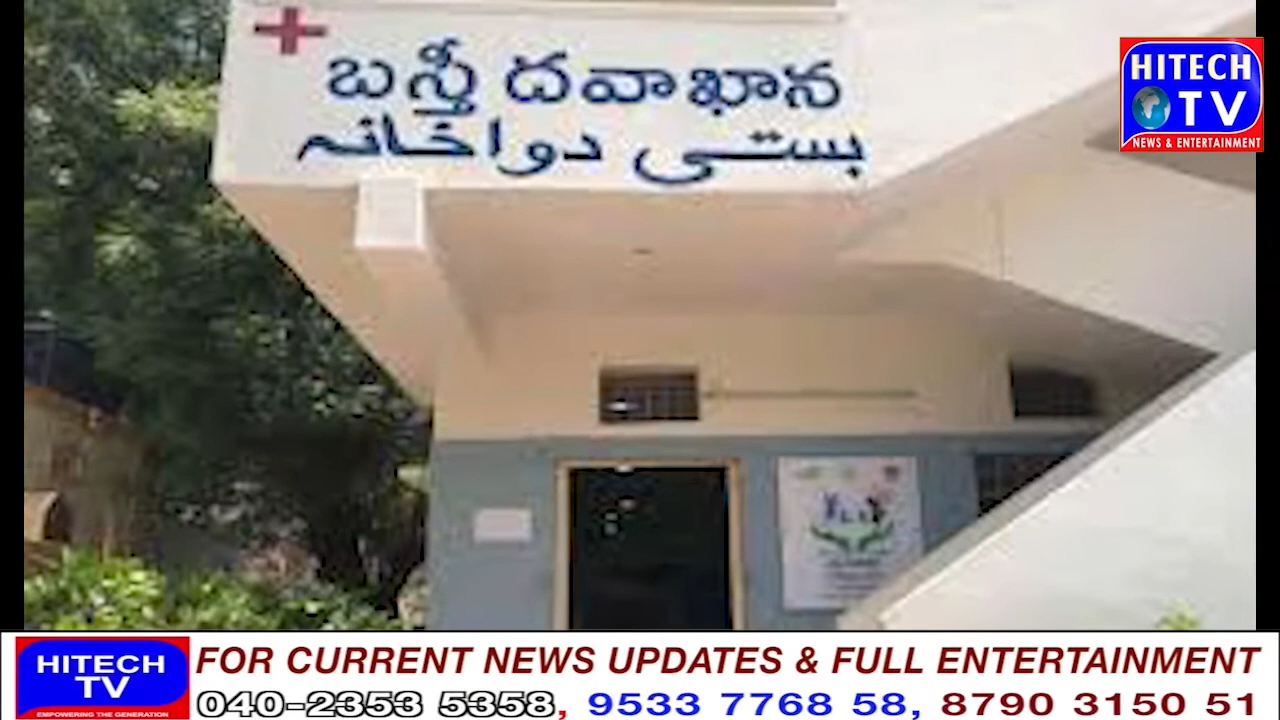 బస్తీ దవాఖాన
بستی دواخانہ
HITECH
TV
NEWS & ENTERTAINMENT
HITECH
TV
EMPOWERING THE GENERATION
FOR CURRENT NEWS UPDATES & FULL ENTERTAINMENT
040-2353 5358, 9533 7768 58, 8790 3150 51